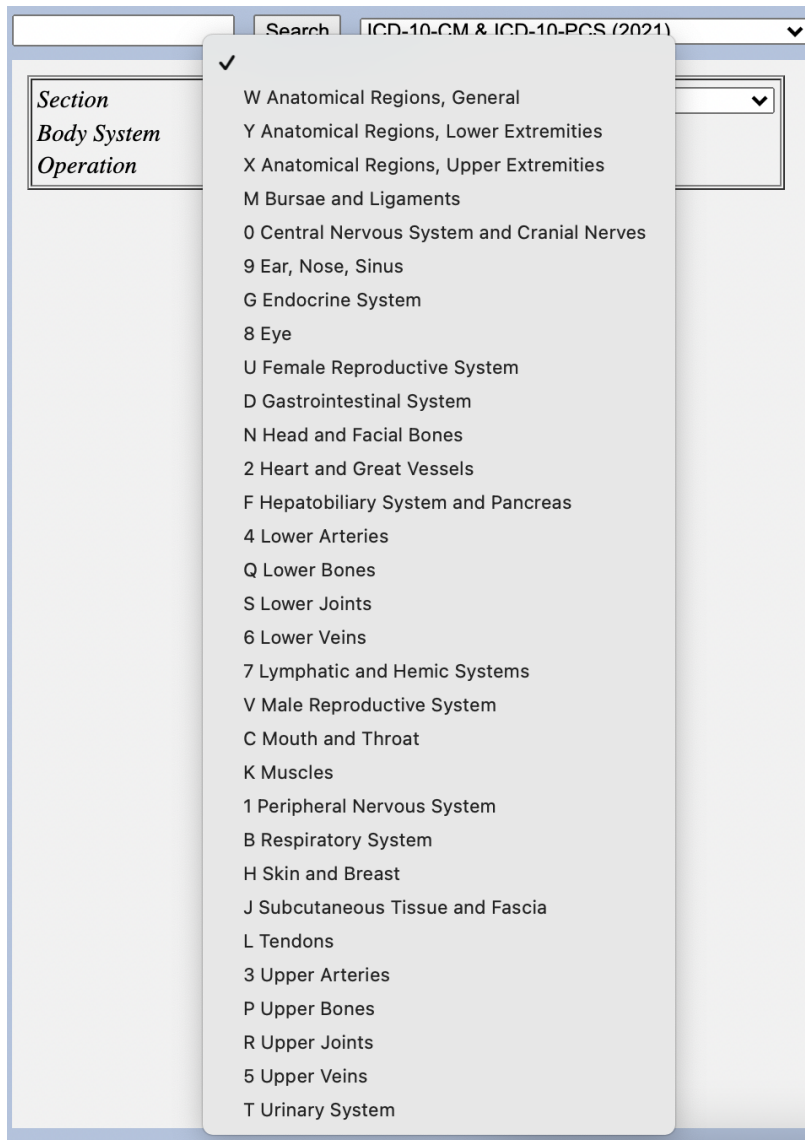 Search ICD-10-CM & ICD-10-PCS (2021)
✓
Section
Body System
Operation
W Anatomical Regions, General
Y Anatomical Regions, Lower Extremities
X Anatomical Regions, Upper Extremities
M Bursae and Ligaments
0 Central Nervous System and Cranial Nerves
9 Ear, Nose, Sinus
G Endocrine System
8 Eye
U Female Reproductive System
D Gastrointestinal System
N Head and Facial Bones
2 Heart and Great Vessels
F Hepatobiliary System and Pancreas
4 Lower Arteries
Q Lower Bones
S Lower Joints
6 Lower Veins
7 Lymphatic and Hemic Systems
V Male Reproductive System
C Mouth and Throat
K Muscles
1 Peripheral Nervous System
B Respiratory System
H Skin and Breast
J Subcutaneous Tissue and Fascia
L Tendons
3 Upper Arteries
P Upper Bones
R Upper Joints
5 Upper Veins
T Urinary System